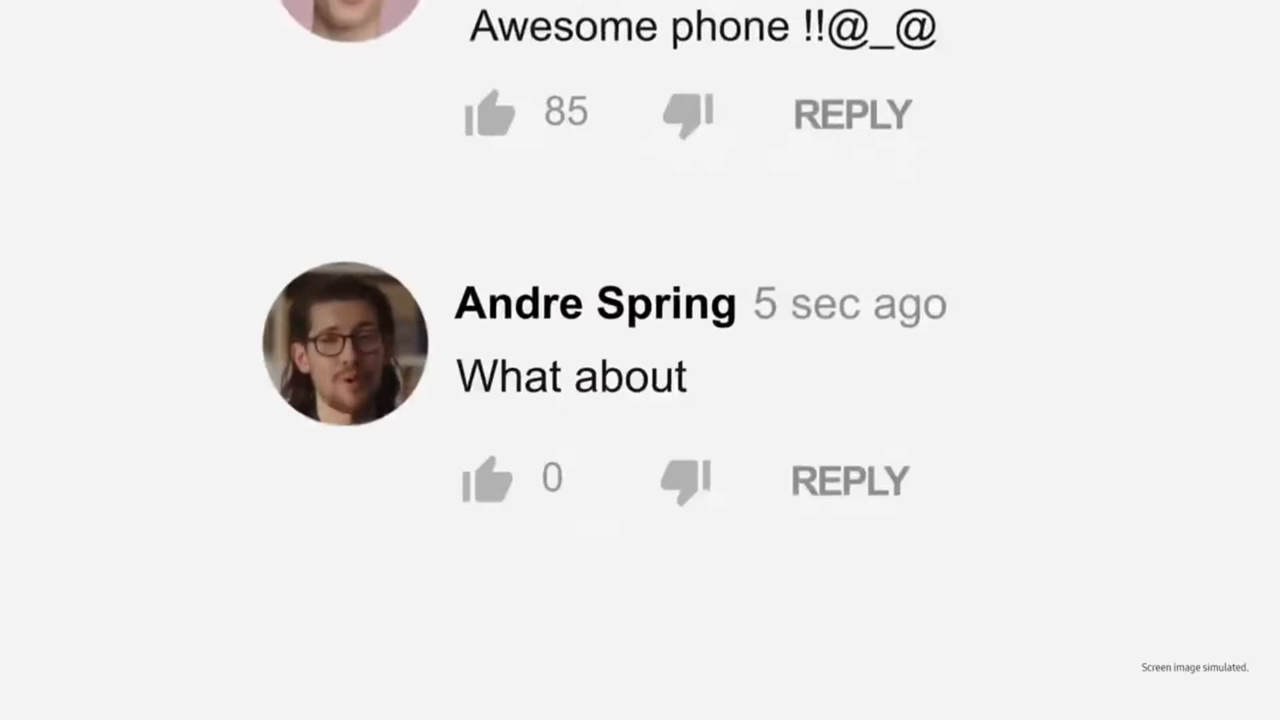 Awesome phone !!@_@
85 REPLY
Andre Spring 5 sec ago
What about
0 REPLY
Screen image simulated.